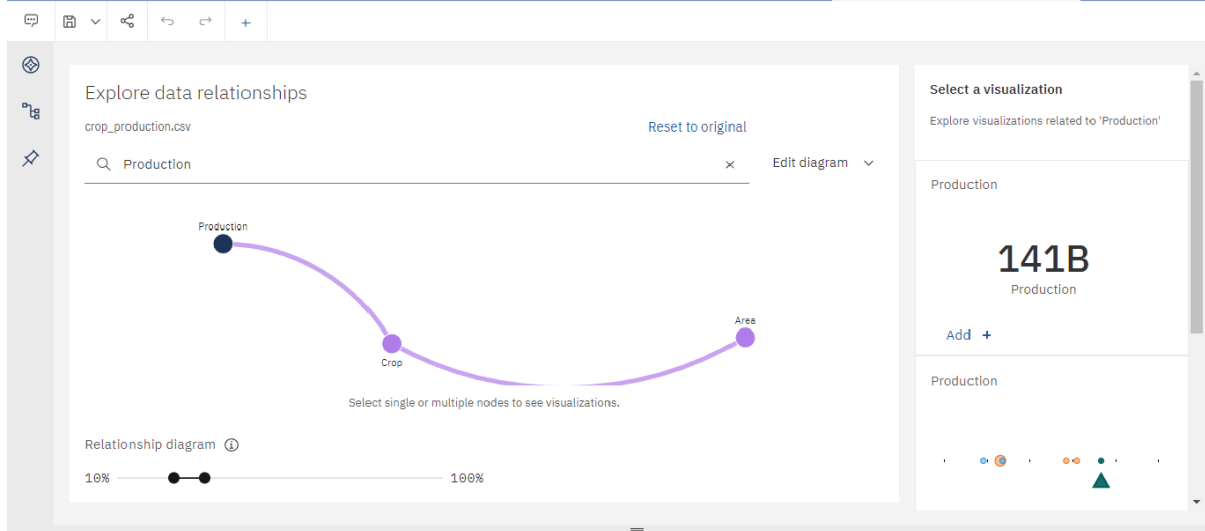 Explore data relationships
crop_production.csv
Reset to original
Production
Edit diagram
Production
Crop
Area
Select single or multiple nodes to see visualizations.
Relationship diagram
10%
100%
Select a visualization
Explore visualizations related to 'Production'
Production
141B
Production
Add +
Production